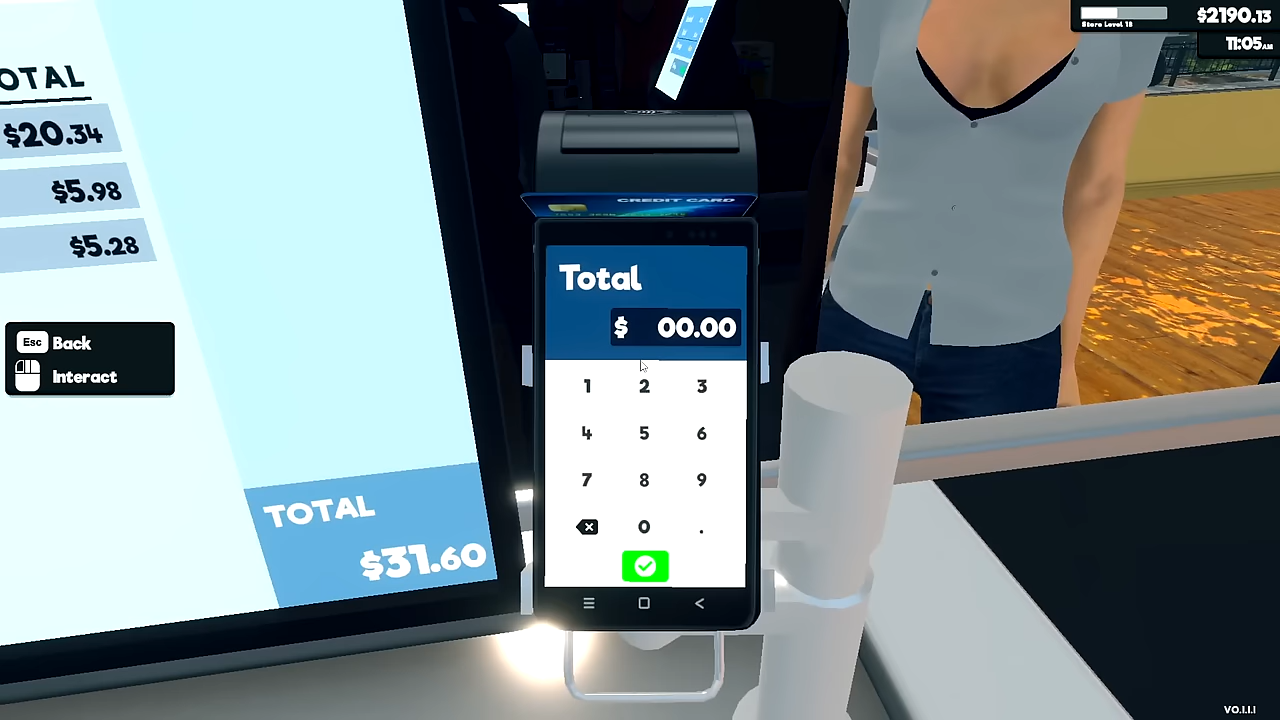 OTAL
$20.34
$5.98
$5.28
Esc Back
Interact
TOTAL
$31.60
CREDIT CARD
Total
$ 00.00
1 2 3
4 5 6
7 8 9
0 .
$2190.13
Store Level 18
11:05AM
V0.1.1.1